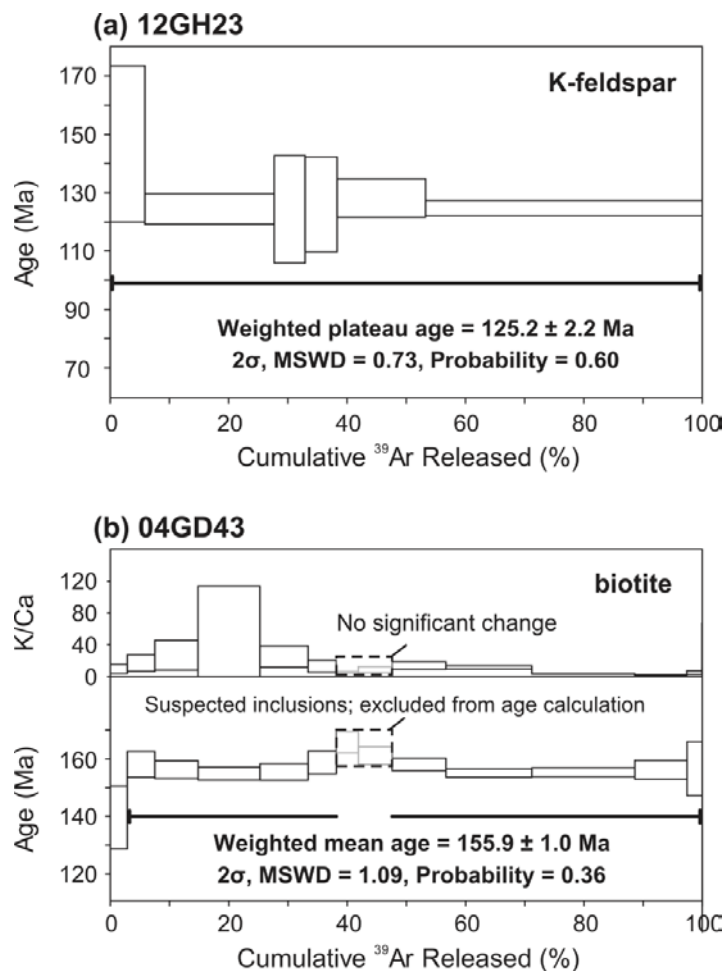 (a) 12GH23
K-feldspar
170
150
130
110
90
70
Age (Ma)
Weighted plateau age = 125.2 ± 2.2 Ma
2σ, MSWD = 0.73, Probability = 0.60
0 20 40 60 80 100
Cumulative ³⁹Ar Released (%)
(b) 04GD43
biotite
120
80
40
0
K/Ca
No significant change
Suspected inclusions; excluded from age calculation
160
140
120
Age (Ma)
Weighted mean age = 155.9 ± 1.0 Ma
2σ, MSWD = 1.09, Probability = 0.36
0 20 40 60 80 100
Cumulative ³⁹Ar Released (%)